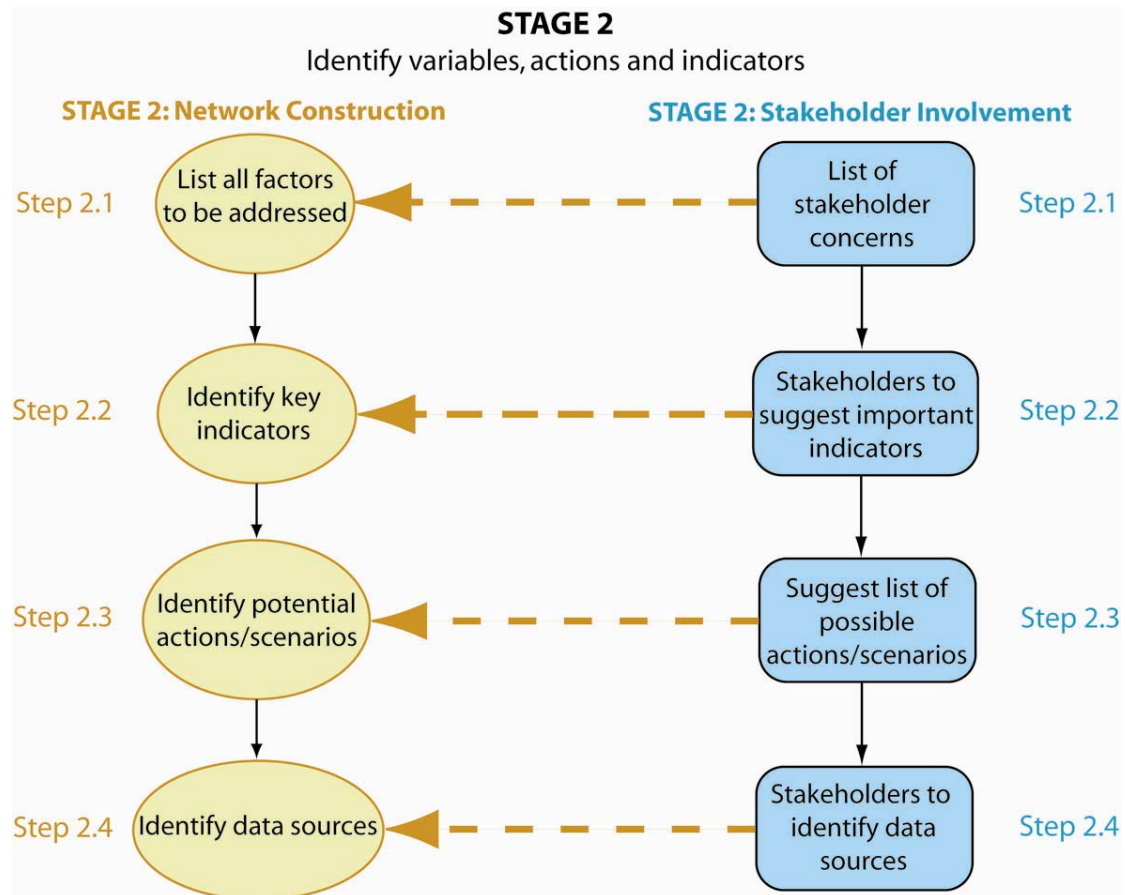 STAGE 2
Identify variables, actions and indicators
STAGE 2: Network Construction
STAGE 2: Stakeholder Involvement
Step 2.1
List all factors
to be addressed
List of
stakeholder
concerns
Step 2.1
Step 2.2
Identify key
indicators
Stakeholders to
suggest important
indicators
Step 2.2
Step 2.3
Identify potential
actions/scenarios
Suggest list of
possible
actions/scenarios
Step 2.3
Step 2.4
Identify data sources
Stakeholders to
identify data
sources
Step 2.4